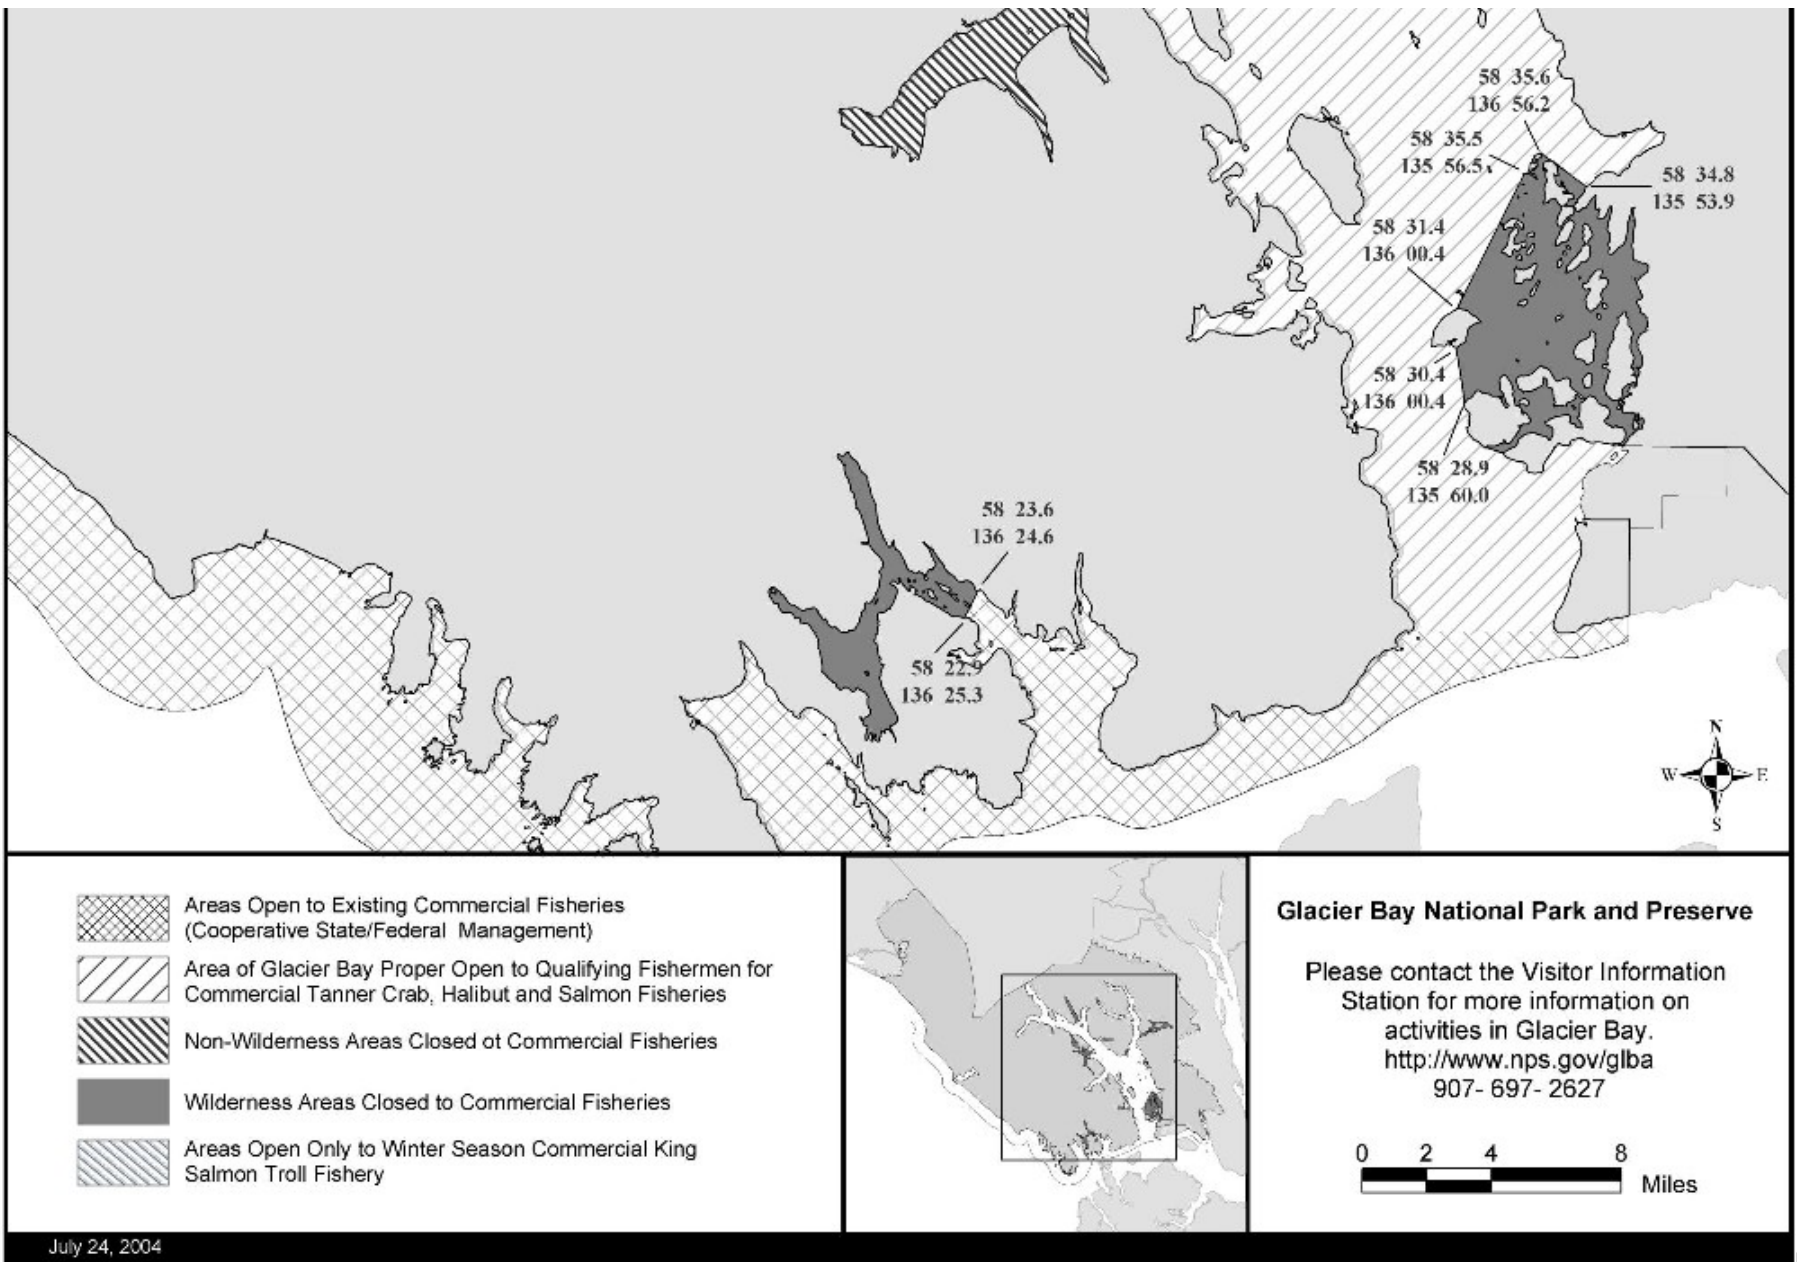 58 35.6
136 56.2
58 35.5
135 56.5
58 34.8
135 53.9
58 31.4
136 00.4
58 30.4
136 00.4
58 28.9
135 60.0
58 23.6
136 24.6
58 22.9
136 25.3
N
W E
S
Areas Open to Existing Commercial Fisheries
(Cooperative State/Federal Management)
Area of Glacier Bay Proper Open to Qualifying Fishermen for
Commercial Tanner Crab, Halibut and Salmon Fisheries
Non-Wilderness Areas Closed ot Commercial Fisheries
Wilderness Areas Closed to Commercial Fisheries
Areas Open Only to Winter Season Commercial King
Salmon Troll Fishery
Glacier Bay National Park and Preserve
Please contact the Visitor Information
Station for more information on
activities in Glacier Bay.
http://www.nps.gov/glba
907- 697- 2627
0 2 4 8
Miles
July 24, 2004